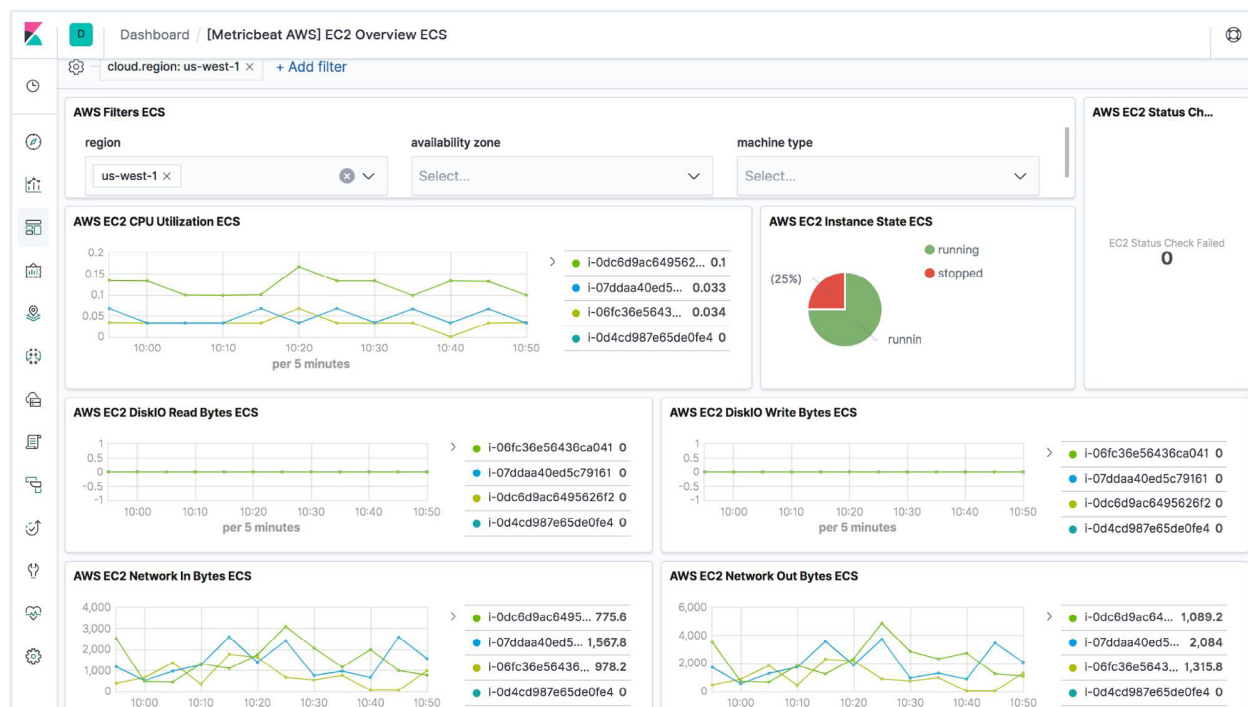 D Dashboard / [Metricbeat AWS] EC2 Overview ECS
cloud.region: us-west-1 × + Add filter
AWS Filters ECS
region availability zone machine type
us-west-1 × Select... Select...
AWS EC2 Status Ch...
EC2 Status Check Failed
0
AWS EC2 CPU Utilization ECS
0.2
0.15
0.1
0.05
0
10:00 10:10 10:20 10:30 10:40 10:50
per 5 minutes
i-0dc6d9ac649562... 0.1
i-07ddaa40ed5... 0.033
i-06fc36e5643... 0.034
i-0d4cd987e65de0fe4 0
AWS EC2 Instance State ECS
running
stopped
(25%)
runnin
AWS EC2 DiskIO Read Bytes ECS
1
0.5
0
-0.5
-1
10:00 10:10 10:20 10:30 10:40 10:50
per 5 minutes
i-06fc36e56436ca041 0
i-07ddaa40ed5c79161 0
i-0dc6d9ac6495626f2 0
i-0d4cd987e65de0fe4 0
AWS EC2 DiskIO Write Bytes ECS
1
0.5
0
-0.5
-1
10:00 10:10 10:20 10:30 10:40 10:50
per 5 minutes
i-06fc36e56436ca041 0
i-07ddaa40ed5c79161 0
i-0dc6d9ac6495626f2 0
i-0d4cd987e65de0fe4 0
AWS EC2 Network In Bytes ECS
4,000
3,000
2,000
1,000
0
10:00 10:10 10:20 10:30 10:40 10:50
i-0dc6d9ac6495... 775.6
i-07ddaa40ed5... 1,567.8
i-06fc36e56436... 978.2
i-0d4cd987e65de0fe4 0
AWS EC2 Network Out Bytes ECS
6,000
4,000
2,000
0
10:00 10:10 10:20 10:30 10:40 10:50
i-0dc6d9ac64... 1,089.2
i-07ddaa40ed5... 2,084
i-06fc36e5643... 1,315.8
i-0d4cd987e65de0fe4 0